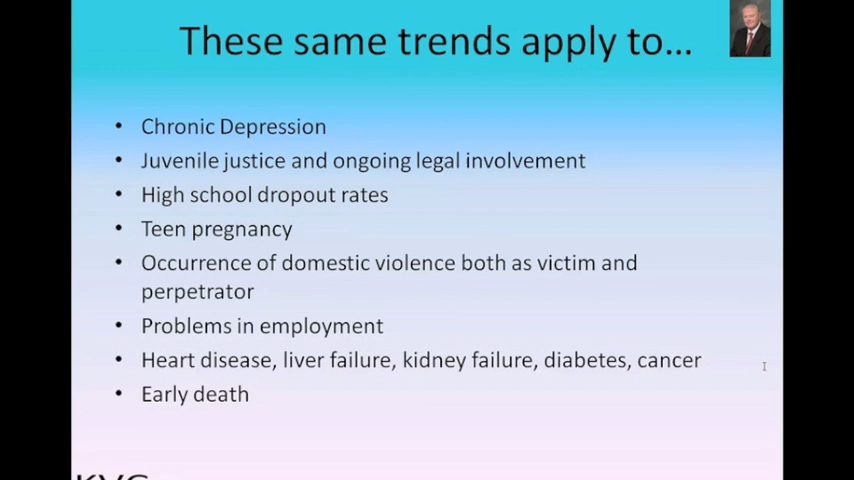 These same trends apply to...
• Chronic Depression
• Juvenile justice and ongoing legal involvement
• High school dropout rates
• Teen pregnancy
• Occurrence of domestic violence both as victim and
perpetrator
• Problems in employment
• Heart disease, liver failure, kidney failure, diabetes, cancer
• Early death